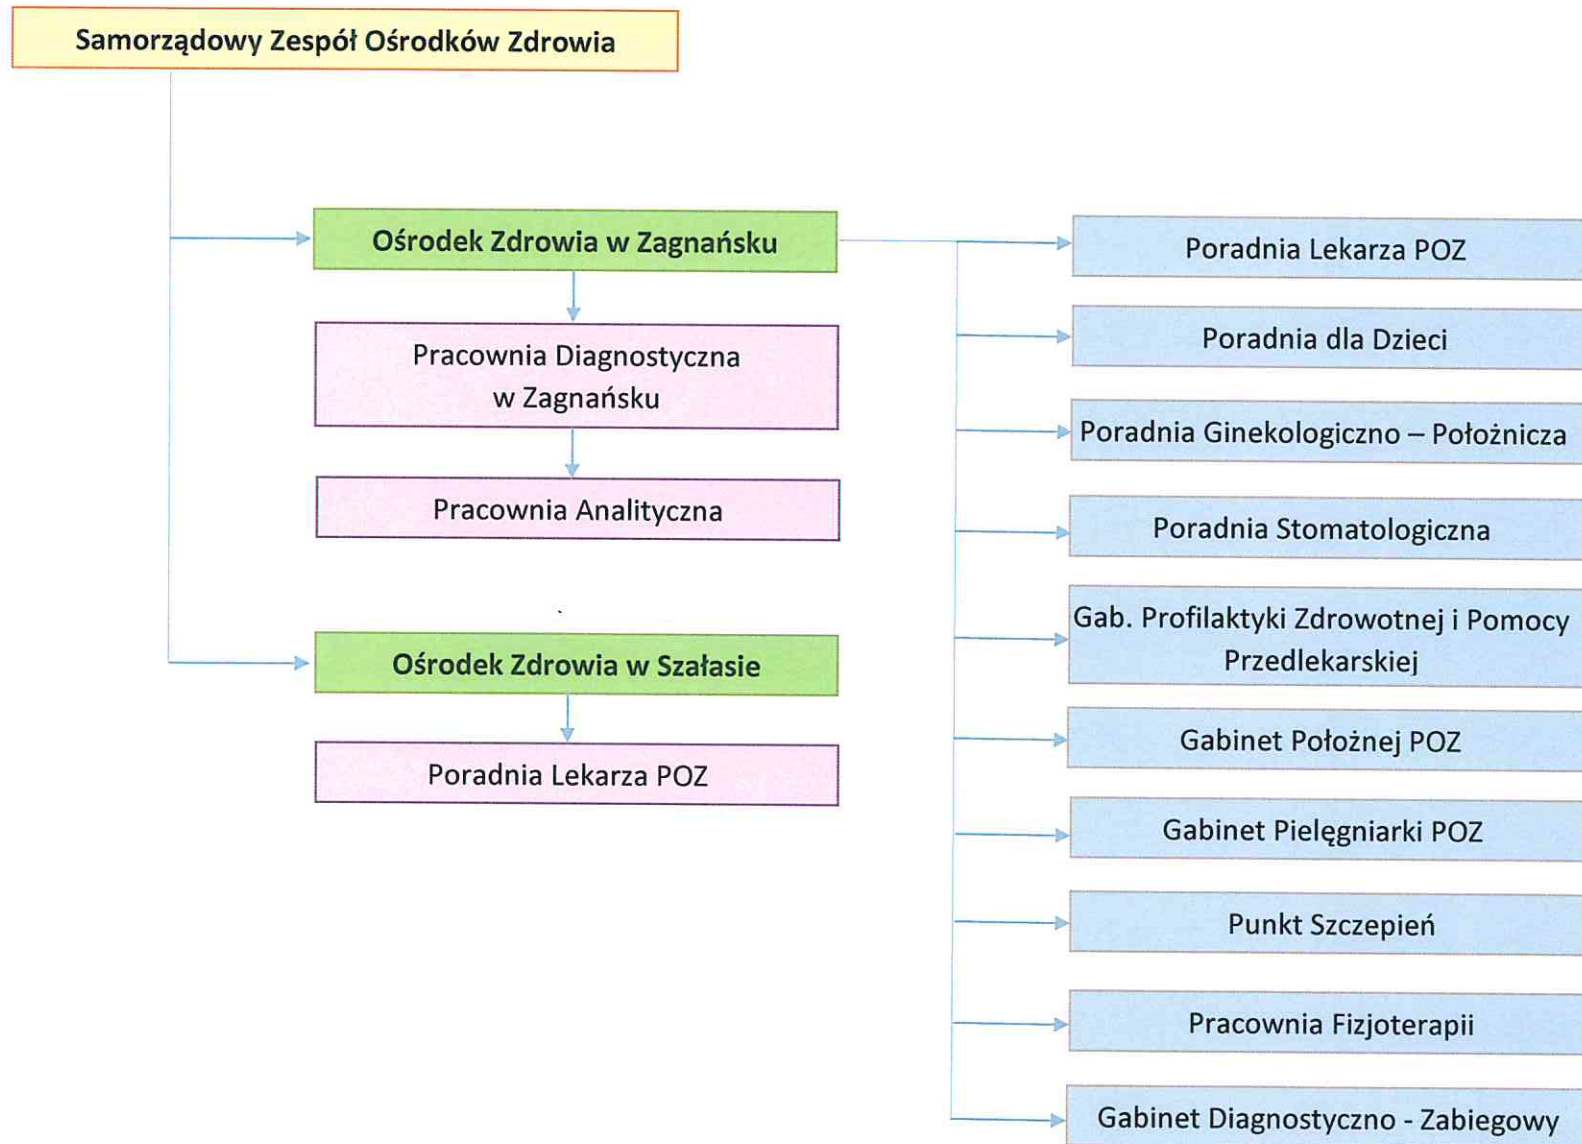 Samorządowy Zespół Ośrodków Zdrowia
Ośrodek Zdrowia w Zagnańsku
Pracownia Diagnostyczna
w Zagnańsku
Pracownia Analityczna
Ośrodek Zdrowia w Szałasie
Poradnia Lekarza POZ
Poradnia Lekarza POZ
Poradnia dla Dzieci
Poradnia Ginekologiczno – Położnicza
Poradnia Stomatologiczna
Gab. Profilaktyki Zdrowotnej i Pomocy
Przedlekarskiej
Gabinet Położnej POZ
Gabinet Pielęgniarki POZ
Punkt Szczepień
Pracownia Fizjoterapii
Gabinet Diagnostyczno - Zabiegowy